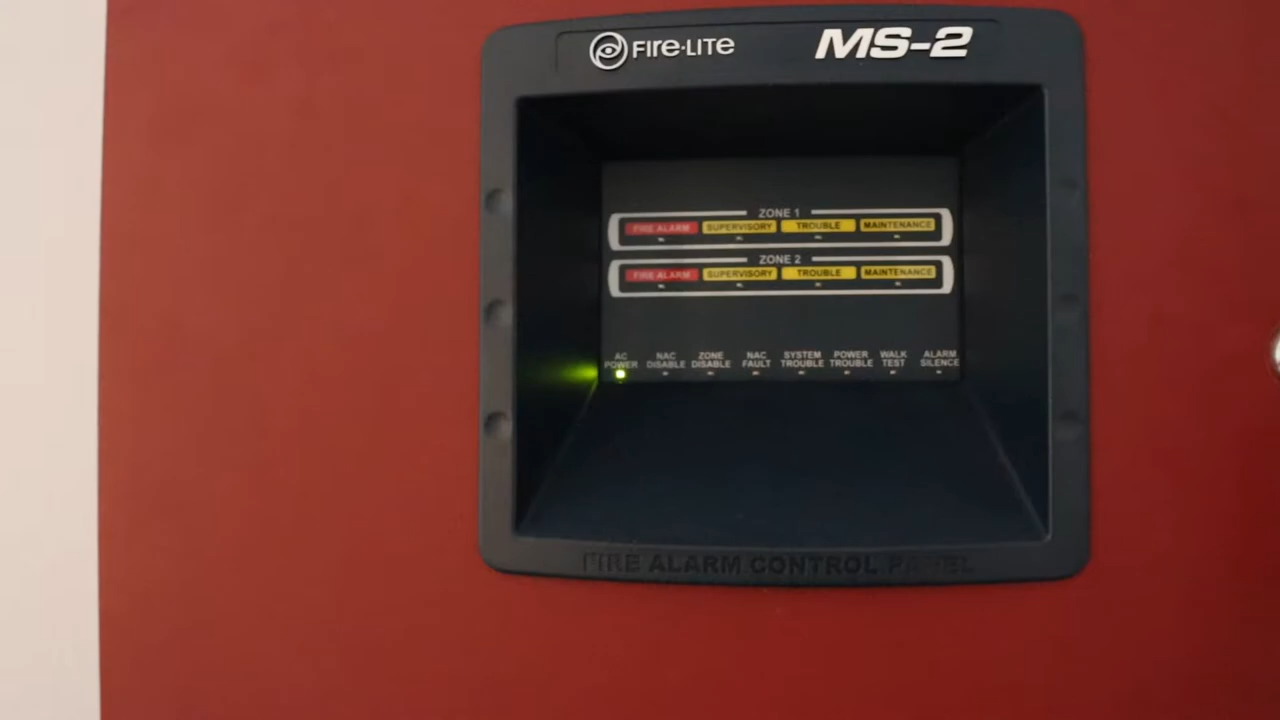 FIRE·LITE MS-2
ZONE 1
FIRE ALARM SUPERVISORY TROUBLE MAINTENANCE
ZONE 2
FIRE ALARM SUPERVISORY TROUBLE MAINTENANCE
AC NAC ZONE NAC SYSTEM POWER WALK ALARM
POWER DISABLE DISABLE FAULT TROUBLE TROUBLE TEST SILENCE
FIRE ALARM CONTROL PANEL